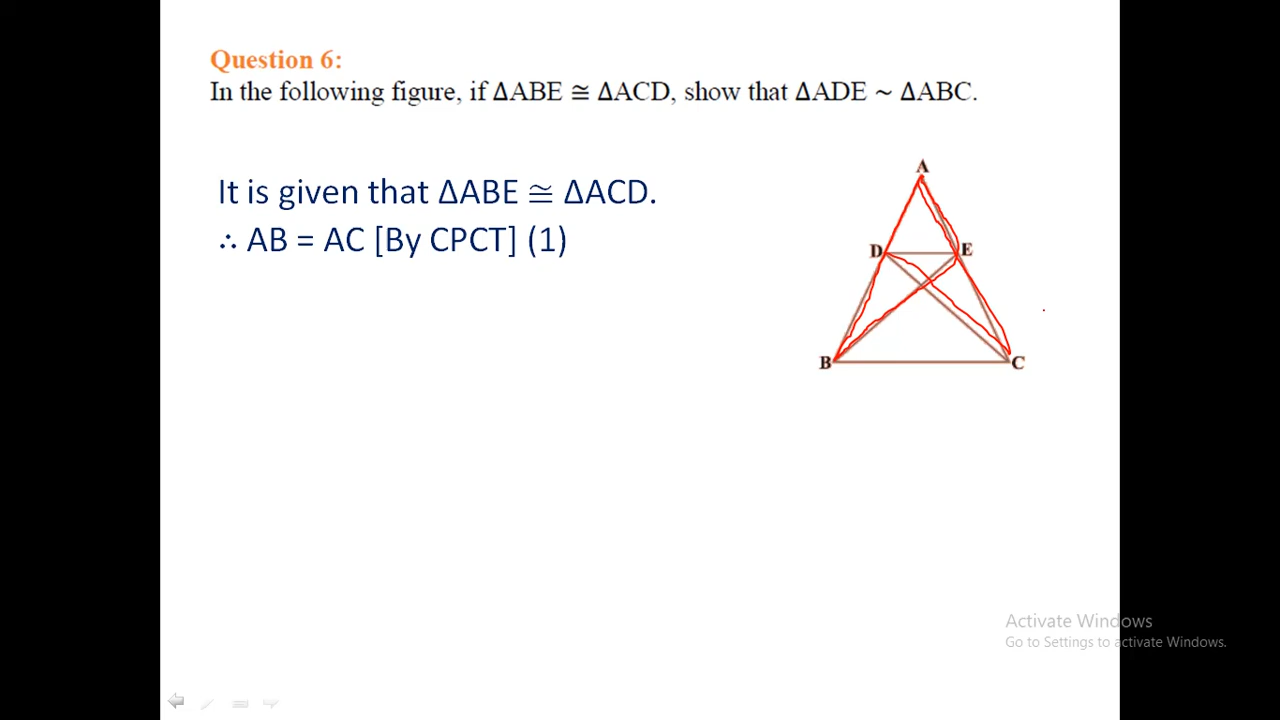 Question 6:
In the following figure, if ΔABE ≅ ΔACD, show that ΔADE ~ ΔABC.
It is given that ΔABE ≅ ΔACD.
∴ AB = AC [By CPCT] (1)
A
D
E
B
C
Activate Windows
Go to Settings to activate Windows.